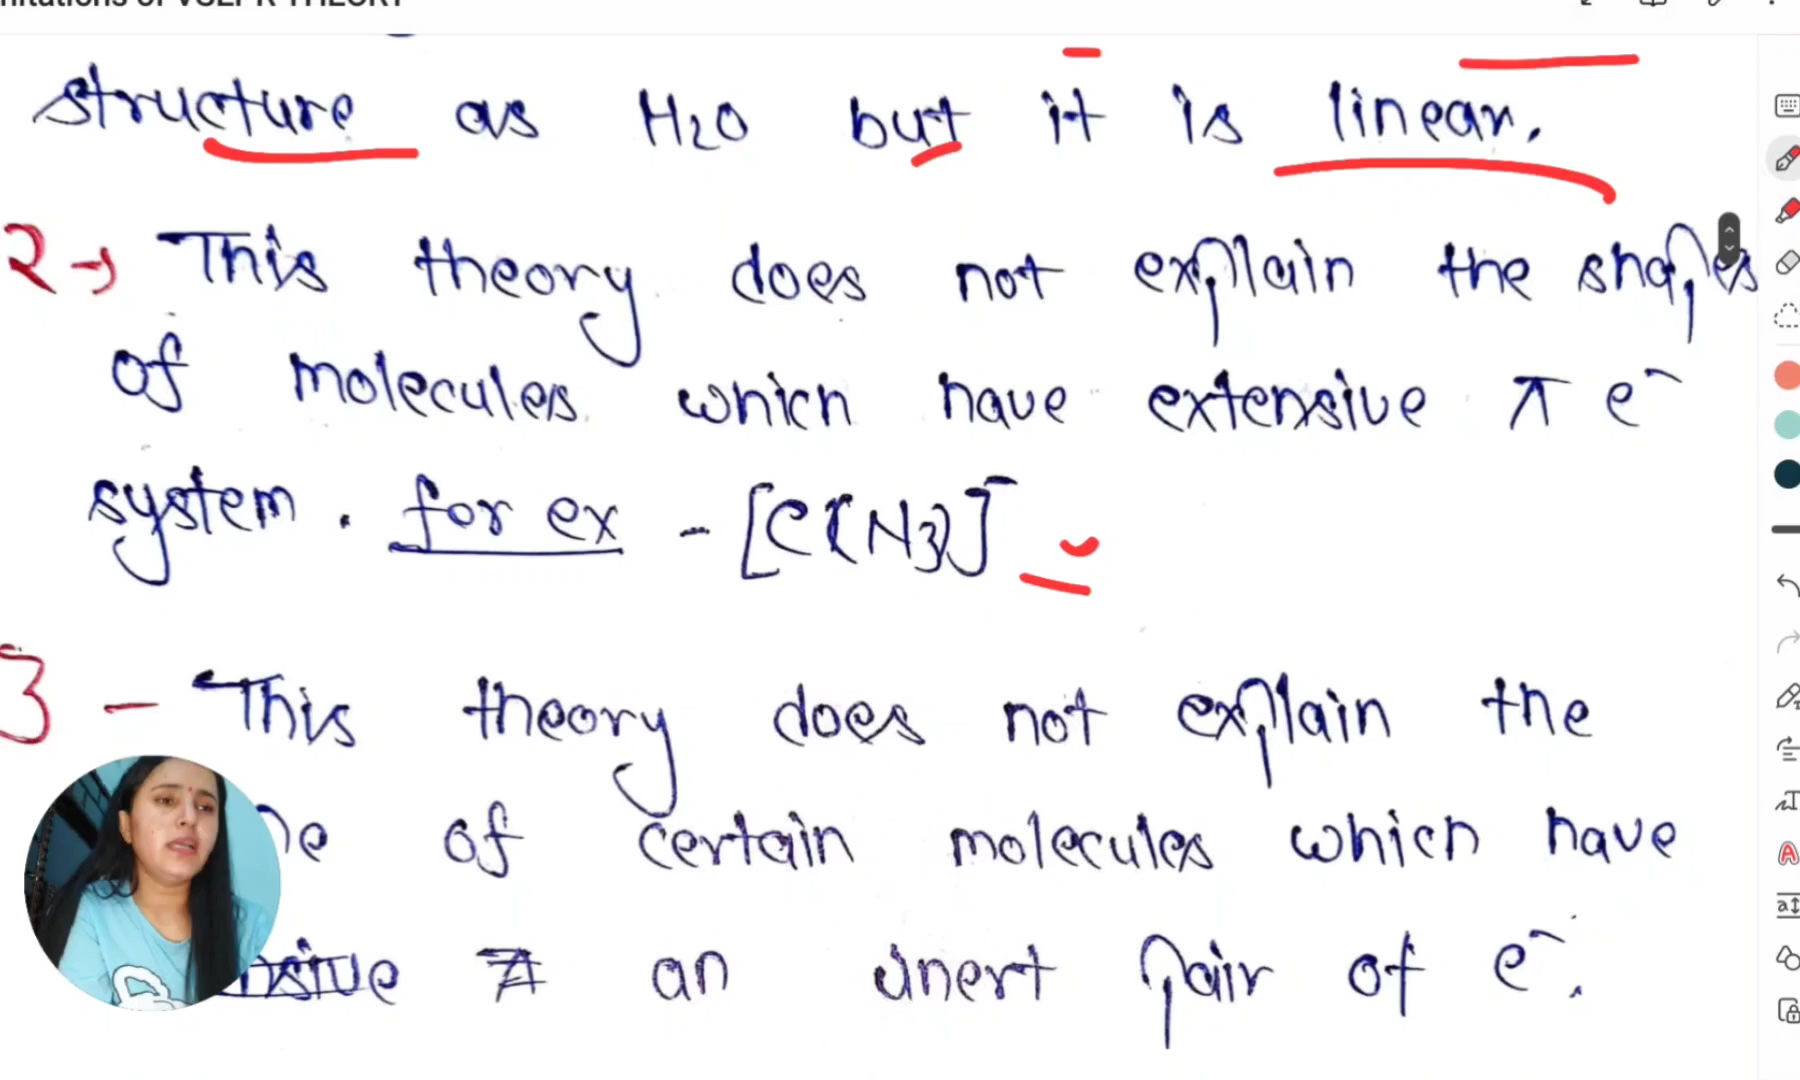 structure as H2O but it is linear.
2→ This theory does not explain the shapes
of molecules which have extensive π e⁻
system. for ex - [C(N3)]⁻
3 - This theory does not explain the
of certain molecules which have
an inert pair of e⁻.